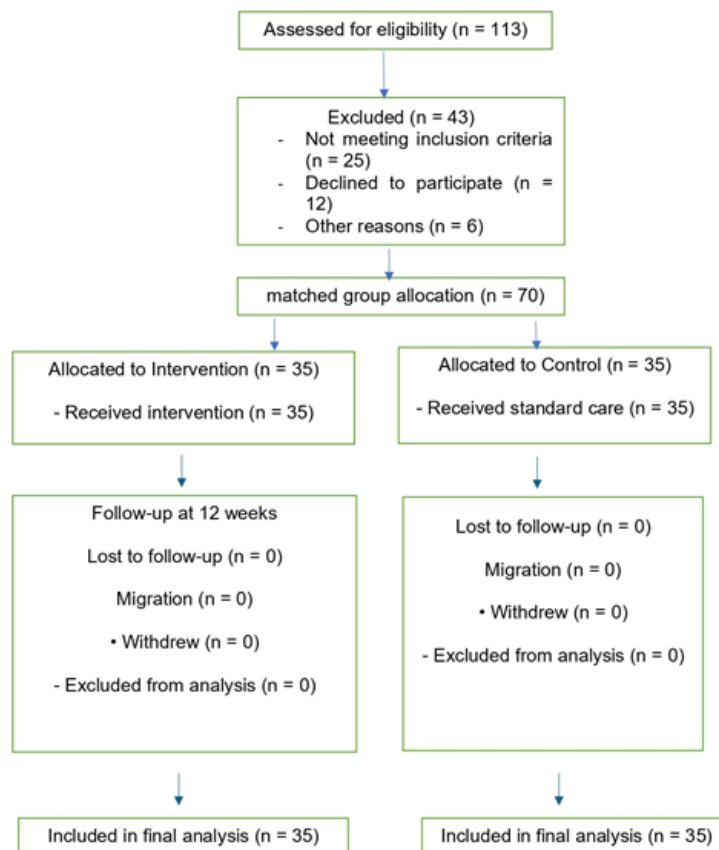 Assessed for eligibility (n = 113)
Excluded (n = 43)
- Not meeting inclusion criteria
(n = 25)
- Declined to participate (n =
12)
- Other reasons (n = 6)
matched group allocation (n = 70)
Allocated to Intervention (n = 35)
- Received intervention (n = 35)
Allocated to Control (n = 35)
- Received standard care (n = 35)
Follow-up at 12 weeks
Lost to follow-up (n = 0)
Migration (n = 0)
• Withdrew (n = 0)
- Excluded from analysis (n = 0)
Lost to follow-up (n = 0)
Migration (n = 0)
• Withdrew (n = 0)
- Excluded from analysis (n = 0)
Included in final analysis (n = 35)
Included in final analysis (n = 35)